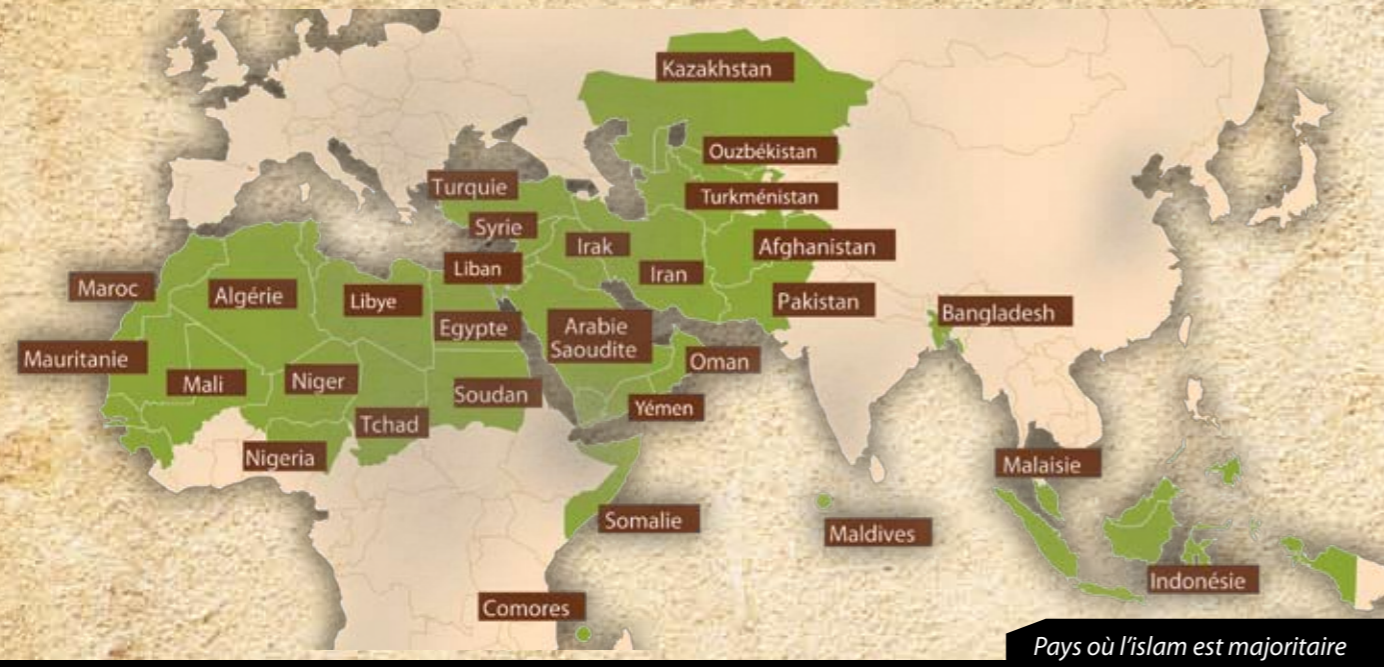 Kazakhstan
Ouzbékistan
Turquie
Turkménistan
Syrie
Irak
Afghanistan
Liban
Iran
Maroc
Algérie
Libye
Pakistan
Bangladesh
Egypte
Arabie
Saoudite
Mauritanie
Oman
Mali
Niger
Soudan
Yémen
Tchad
Nigeria
Malaisie
Somalie
Maldives
Indonésie
Comores
Pays où l'islam est majoritaire